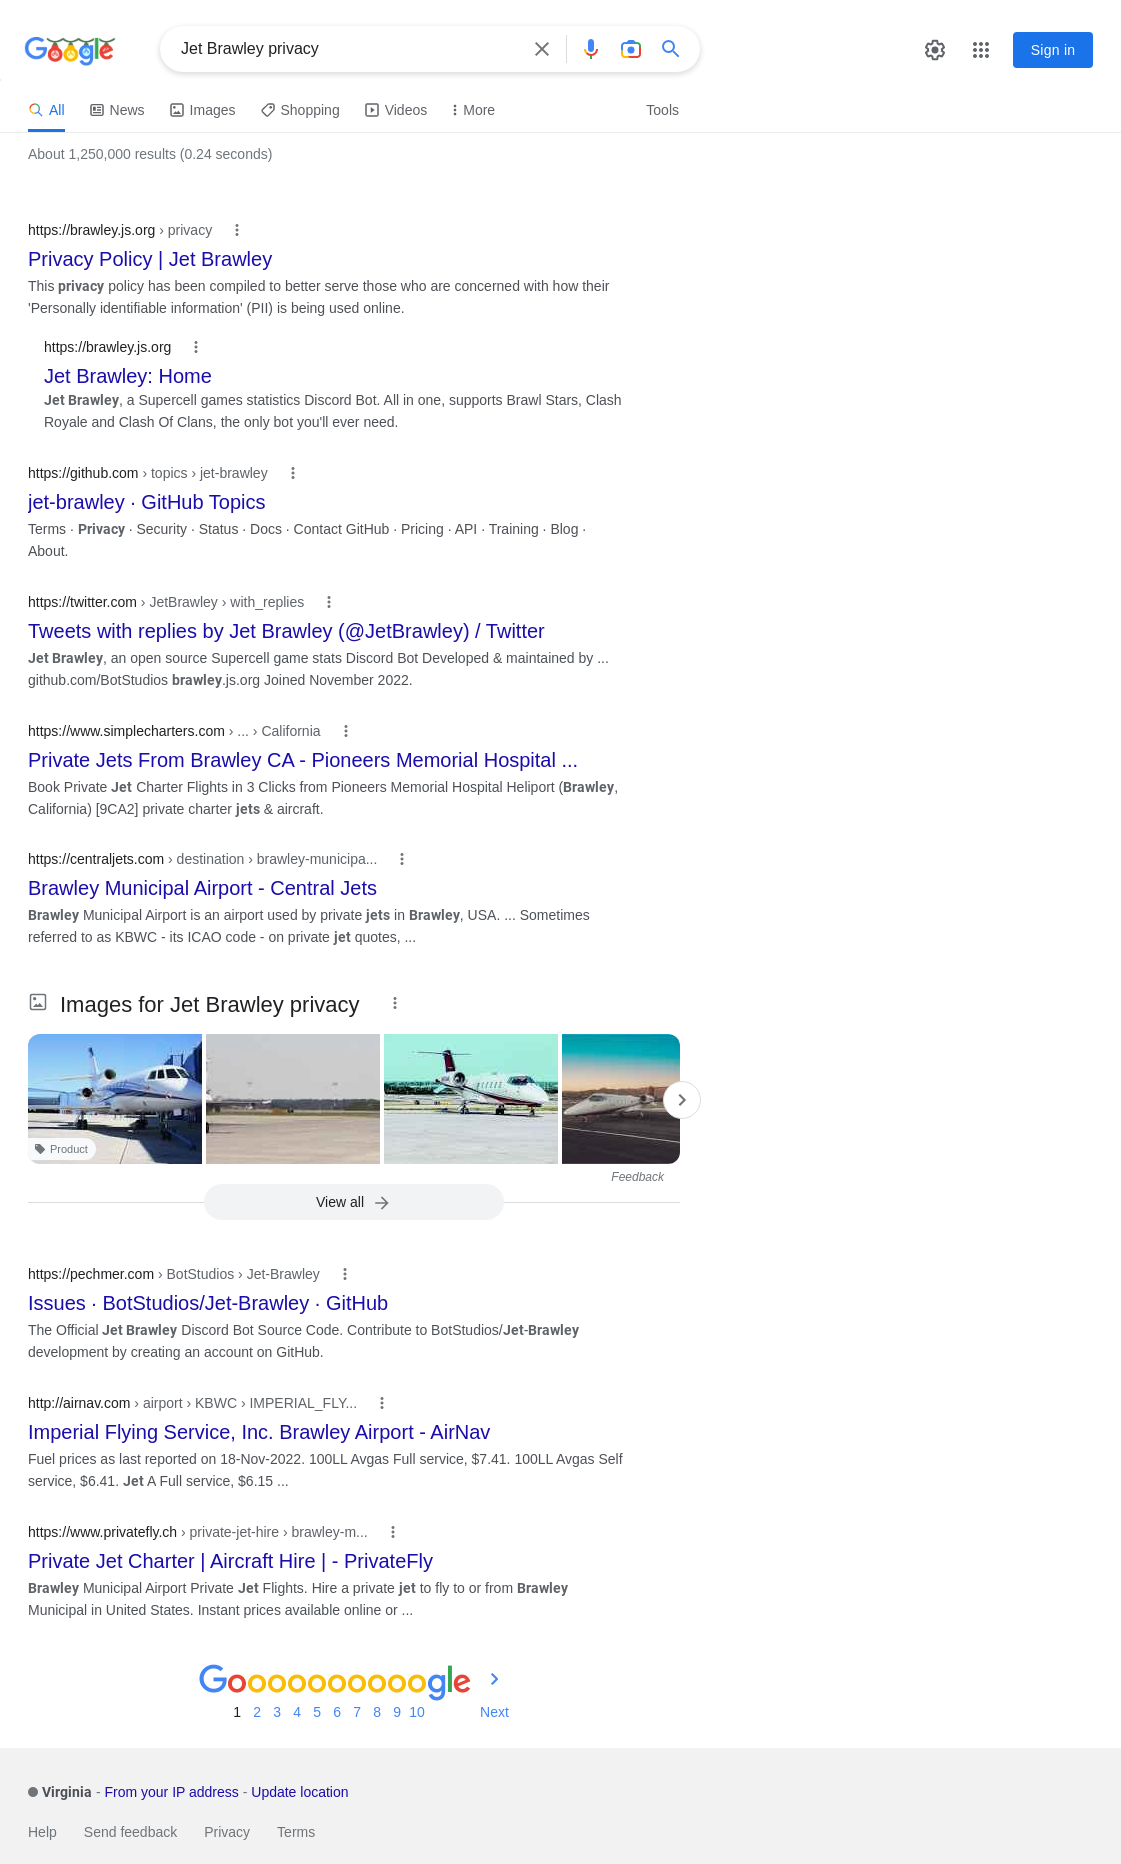 Google
Jet Brawley privacy
Sign in
All News Images Shopping Videos More Tools
About 1,250,000 results (0.24 seconds)
https://brawley.js.org › privacy
Privacy Policy | Jet Brawley
This privacy policy has been compiled to better serve those who are concerned with how their
'Personally identifiable information' (PII) is being used online.
https://brawley.js.org
Jet Brawley: Home
Jet Brawley, a Supercell games statistics Discord Bot. All in one, supports Brawl Stars, Clash
Royale and Clash Of Clans, the only bot you'll ever need.
https://github.com › topics › jet-brawley
jet-brawley · GitHub Topics
Terms · Privacy · Security · Status · Docs · Contact GitHub · Pricing · API · Training · Blog ·
About.
https://twitter.com › JetBrawley › with_replies
Tweets with replies by Jet Brawley (@JetBrawley) / Twitter
Jet Brawley, an open source Supercell game stats Discord Bot Developed & maintained by ...
github.com/BotStudios brawley.js.org Joined November 2022.
https://www.simplecharters.com › ... › California
Private Jets From Brawley CA - Pioneers Memorial Hospital ...
Book Private Jet Charter Flights in 3 Clicks from Pioneers Memorial Hospital Heliport (Brawley,
California) [9CA2] private charter jets & aircraft.
https://centraljets.com › destination › brawley-municipa...
Brawley Municipal Airport - Central Jets
Brawley Municipal Airport is an airport used by private jets in Brawley, USA. ... Sometimes
referred to as KBWC - its ICAO code - on private jet quotes, ...
Images for Jet Brawley privacy
Product
Feedback
View all
https://pechmer.com › BotStudios › Jet-Brawley
Issues · BotStudios/Jet-Brawley · GitHub
The Official Jet Brawley Discord Bot Source Code. Contribute to BotStudios/Jet-Brawley
development by creating an account on GitHub.
http://airnav.com › airport › KBWC › IMPERIAL_FLY...
Imperial Flying Service, Inc. Brawley Airport - AirNav
Fuel prices as last reported on 18-Nov-2022. 100LL Avgas Full service, $7.41. 100LL Avgas Self
service, $6.41. Jet A Full service, $6.15 ...
https://www.privatefly.ch › private-jet-hire › brawley-m...
Private Jet Charter | Aircraft Hire | - PrivateFly
Brawley Municipal Airport Private Jet Flights. Hire a private jet to fly to or from Brawley
Municipal in United States. Instant prices available online or ...
Goooooooooogle
1 2 3 4 5 6 7 8 9 10 Next
Virginia - From your IP address - Update location
Help Send feedback Privacy Terms